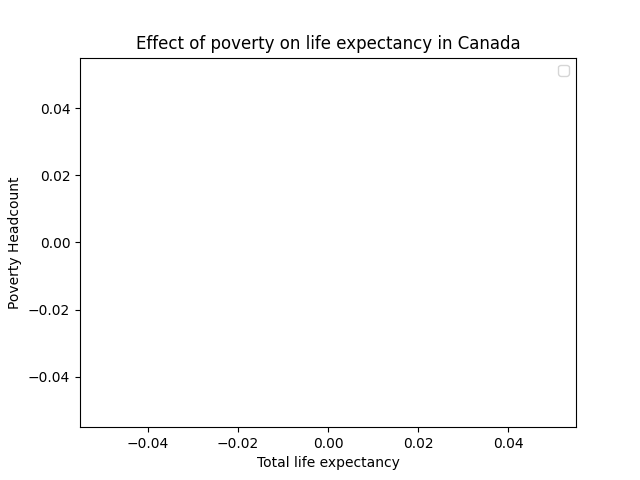 Effect of poverty on life expectancy in Canada
0.04
0.02
0.00
−0.02
−0.04
Poverty Headcount
−0.04 −0.02 0.00 0.02 0.04
Total life expectancy